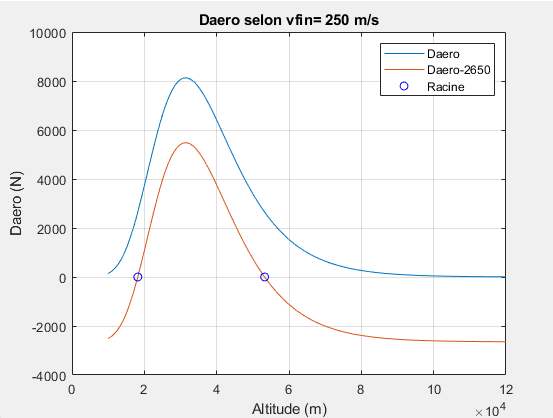 Daero selon vfin= 250 m/s
10000
8000
6000
4000
2000
0
-2000
-4000
Daero (N)
Daero
Daero-2650
Racine
0 2 4 6 8 10 12
Altitude (m)
×10^4